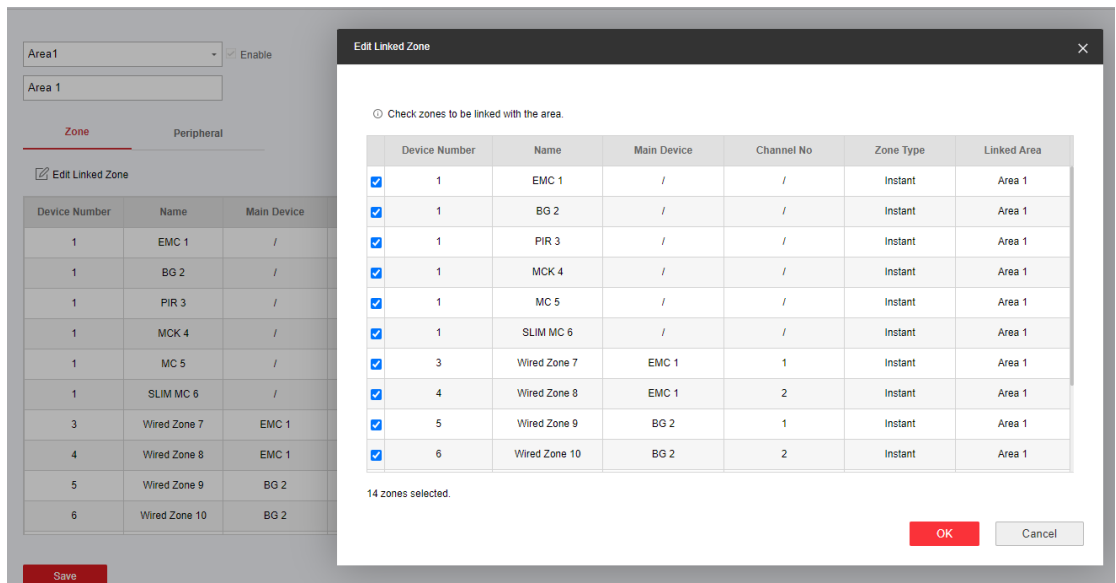 Area1
Enable
Area 1
Zone Peripheral
Edit Linked Zone
Device Number Name Main Device
1 EMC 1 /
1 BG 2 /
1 PIR 3 /
1 MCK 4 /
1 MC 5 /
1 SLIM MC 6 /
3 Wired Zone 7 EMC 1
4 Wired Zone 8 EMC 1
5 Wired Zone 9 BG 2
6 Wired Zone 10 BG 2
Save
Edit Linked Zone
Check zones to be linked with the area.
Device Number Name Main Device Channel No Zone Type Linked Area
1 EMC 1 / / Instant Area 1
1 BG 2 / / Instant Area 1
1 PIR 3 / / Instant Area 1
1 MCK 4 / / Instant Area 1
1 MC 5 / / Instant Area 1
1 SLIM MC 6 / / Instant Area 1
3 Wired Zone 7 EMC 1 1 Instant Area 1
4 Wired Zone 8 EMC 1 2 Instant Area 1
5 Wired Zone 9 BG 2 1 Instant Area 1
6 Wired Zone 10 BG 2 2 Instant Area 1
14 zones selected.
OK Cancel